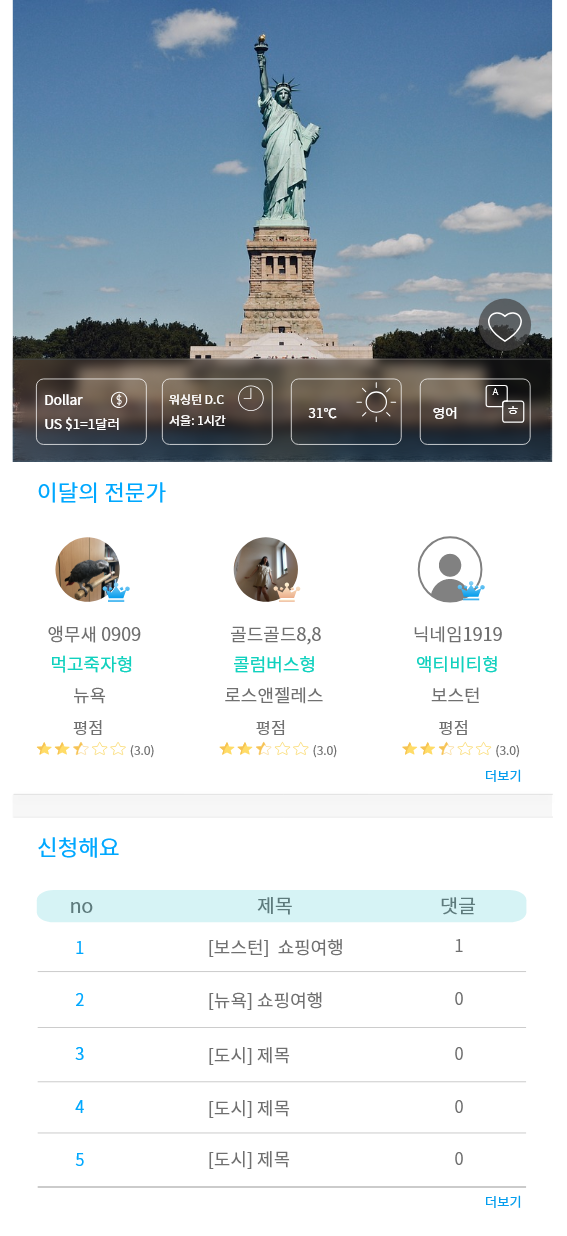 Dollar
US $1=1달러
워싱턴 D.C
서울: 1시간
31℃
영어
A
ㅎ
이달의 전문가
앵무새 0909
골드골드8,8
닉네임1919
먹고죽자형
콜럼버스형
액티비티형
뉴욕
로스앤젤레스
보스턴
평점
평점
평점
(3.0)
(3.0)
(3.0)
더보기
신청해요
no 제목 댓글
1 [보스턴] 쇼핑여행 1
2 [뉴욕] 쇼핑여행 0
3 [도시] 제목 0
4 [도시] 제목 0
5 [도시] 제목 0
더보기